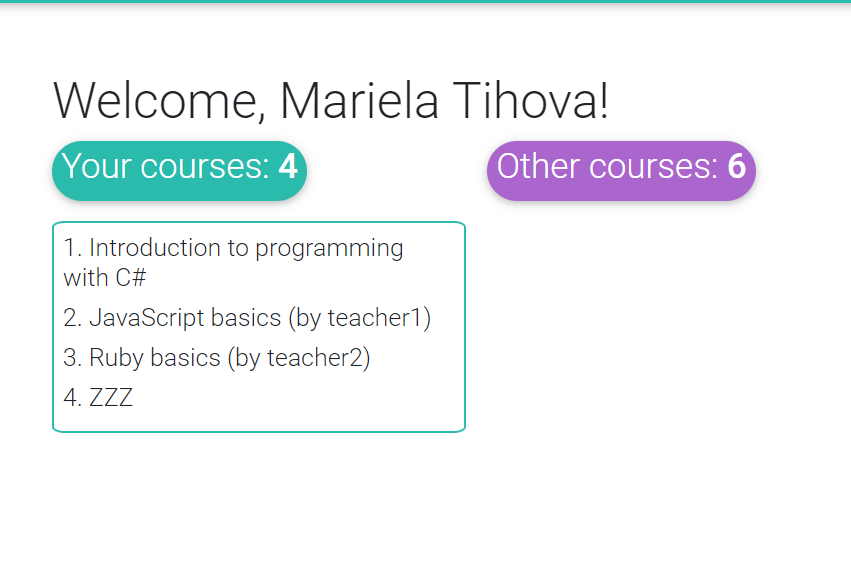 Welcome, Mariela Tihova!
Your courses: 4
Other courses: 6
1. Introduction to programming
with C#
2. JavaScript basics (by teacher1)
3. Ruby basics (by teacher2)
4. ZZZ